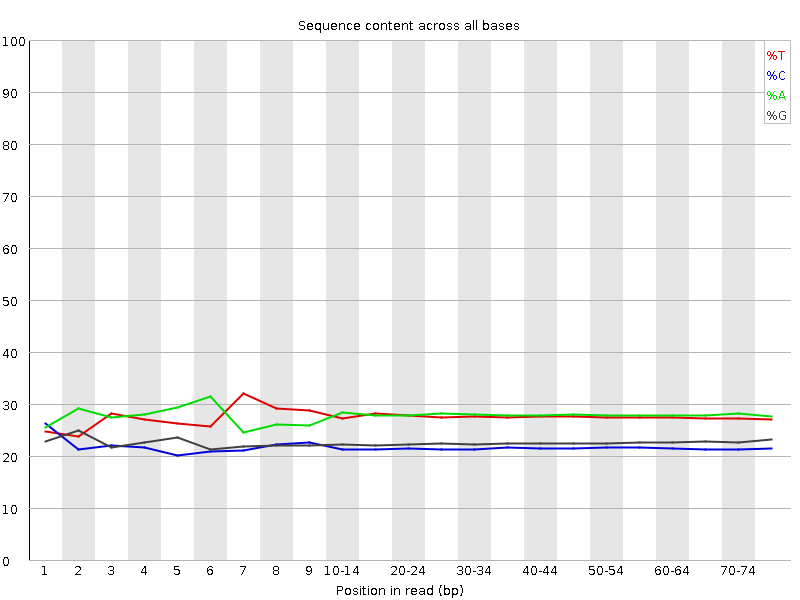 Sequence content across all bases
100
90
80
70
60
50
40
30
20
10
0
%T
%C
%A
%G
1 2 3 4 5 6 7 8 9 10-14 20-24 30-34 40-44 50-54 60-64 70-74
Position in read (bp)